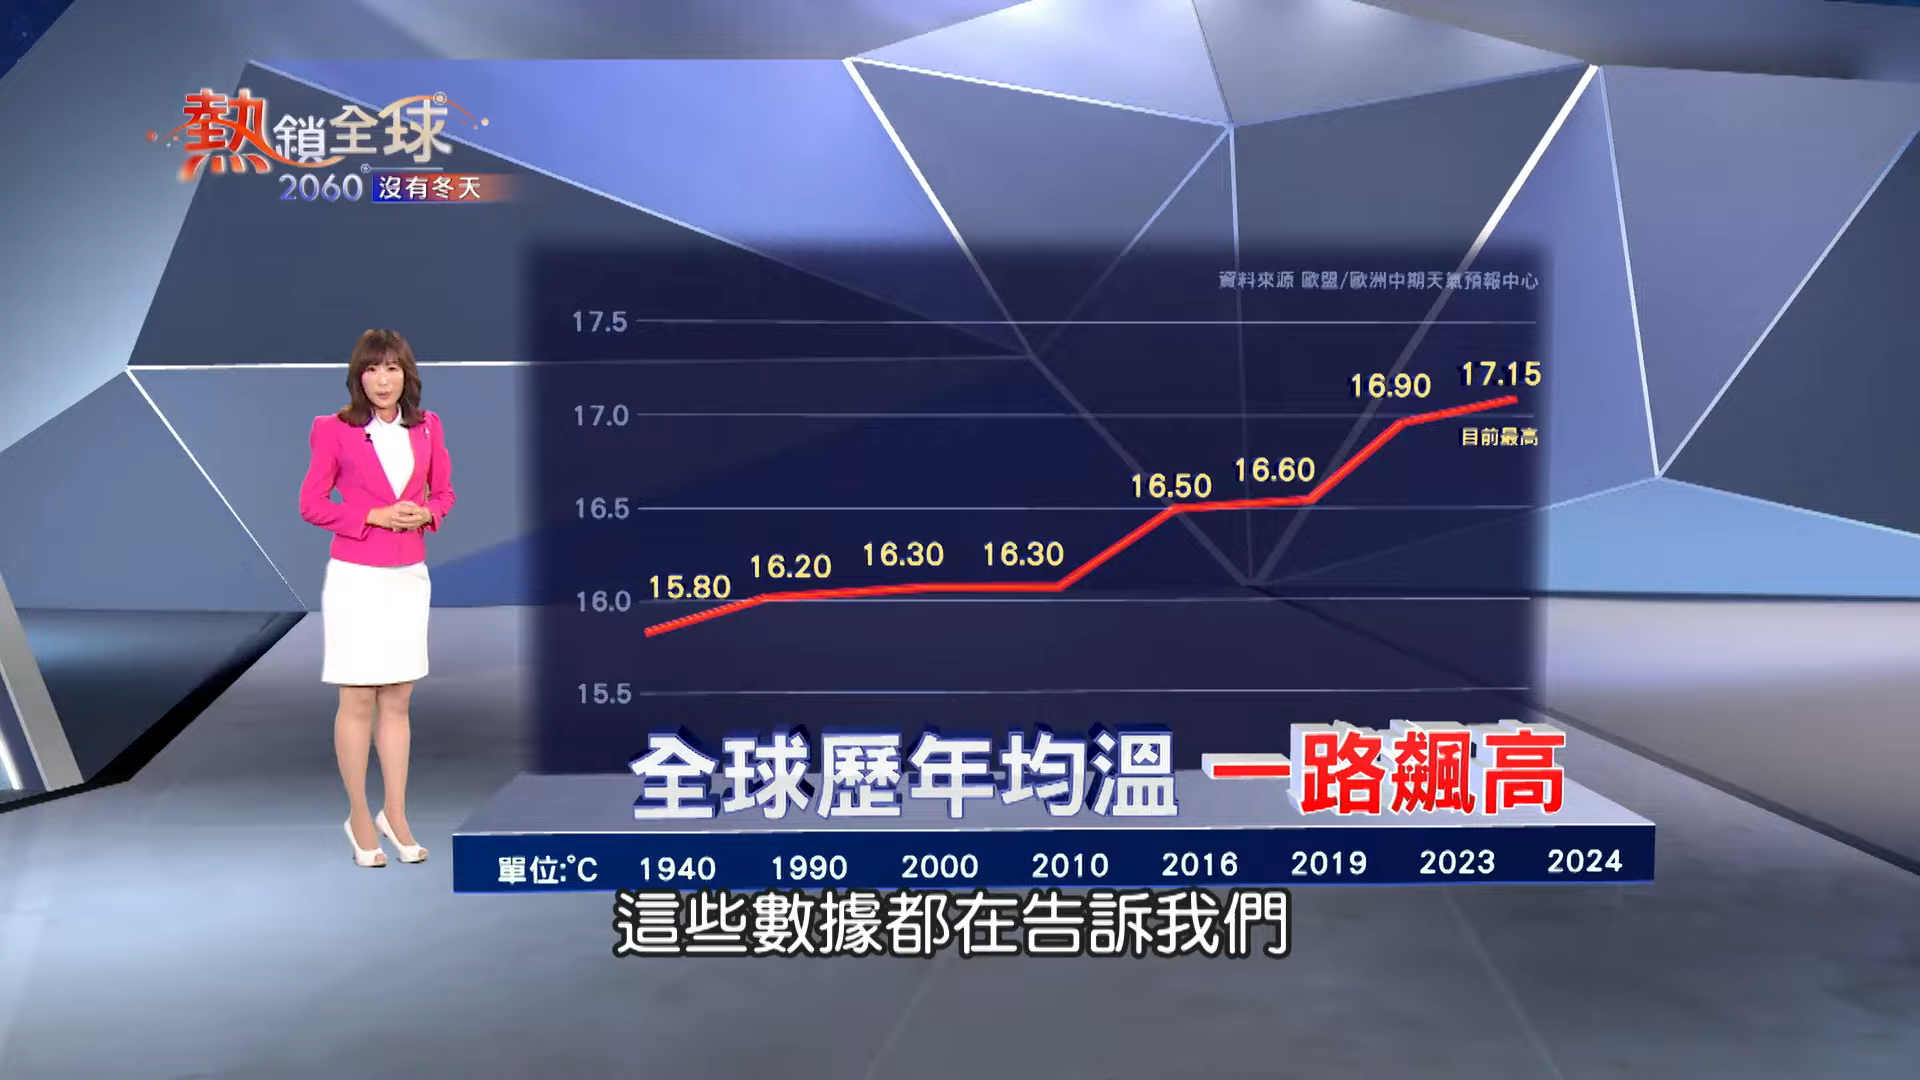 熱鎖全球
2060 沒有冬天
資料來源 歐盟/歐洲中期天氣預報中心
17.5
17.0
16.5
16.0
15.5
15.80
16.20
16.30
16.30
16.50
16.60
16.90
17.15
目前最高
全球歷年均溫 一路飆高
單位:°C 1940 1990 2000 2010 2016 2019 2023 2024
這些數據都在告訴我們